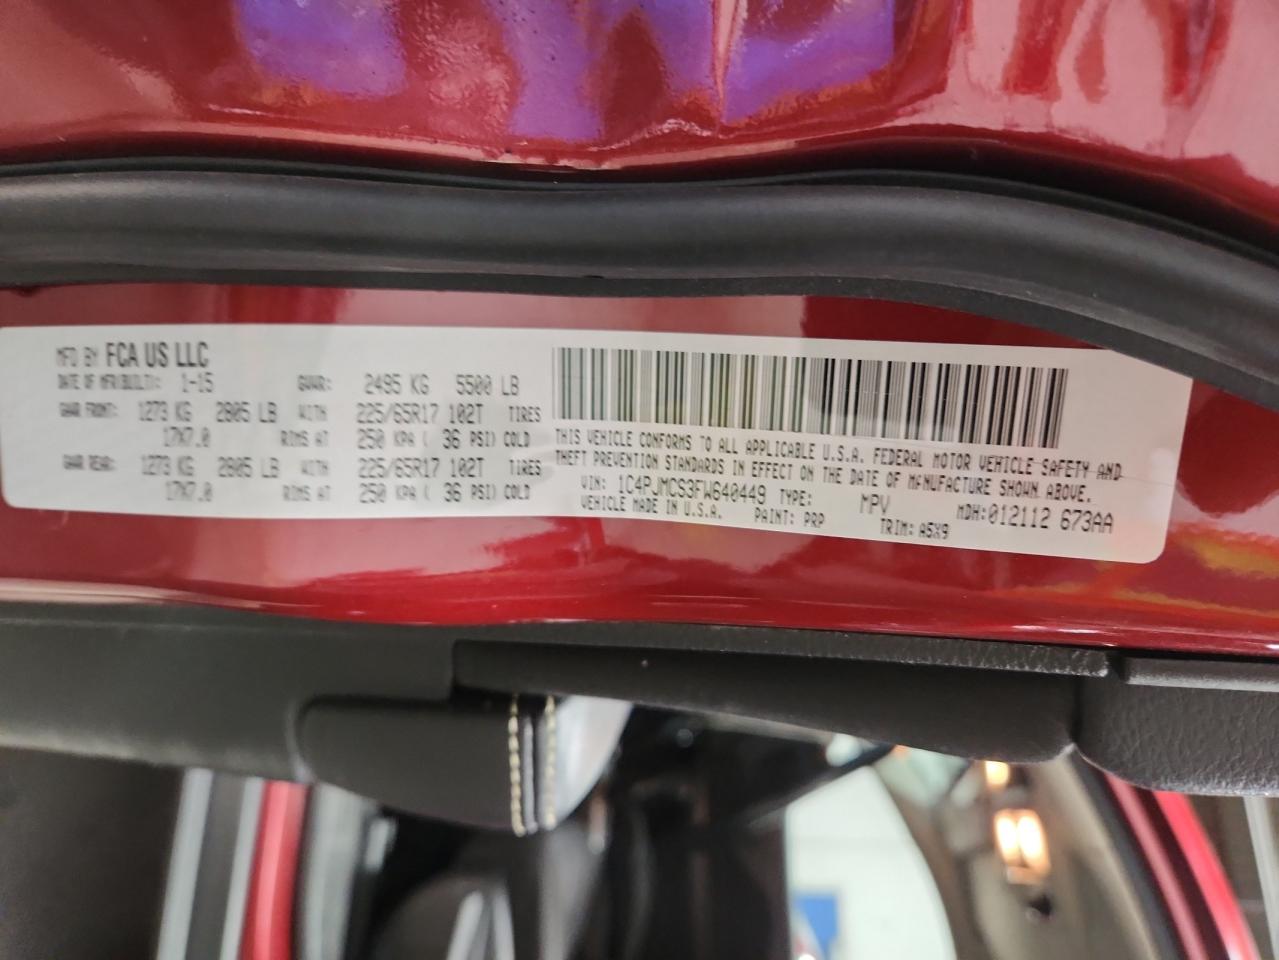 MFD BY FCA US LLC
DATE OF MFR(BUILT): 1-15 GVWR: 2495 KG 5500 LB
GAWR FRONT: 1273 KG 2805 LB WITH 225/65R17 102T TIRES
17X7.0 RIMS AT 250 KPA ( 36 PSI) COLD
GAWR REAR: 1273 KG 2805 LB WITH 225/65R17 102T TIRES
17X7.0 RIMS AT 250 KPA ( 36 PSI) COLD
THIS VEHICLE CONFORMS TO ALL APPLICABLE U.S.A. FEDERAL MOTOR VEHICLE SAFETY AND
THEFT PREVENTION STANDARDS IN EFFECT ON THE DATE OF MANUFACTURE SHOWN ABOVE.
VIN: 1C4PJMCS3FW640449 TYPE: MPV MDH:012112 673AA
VEHICLE MADE IN U.S.A. PAINT: PRP TRIM: A5X9